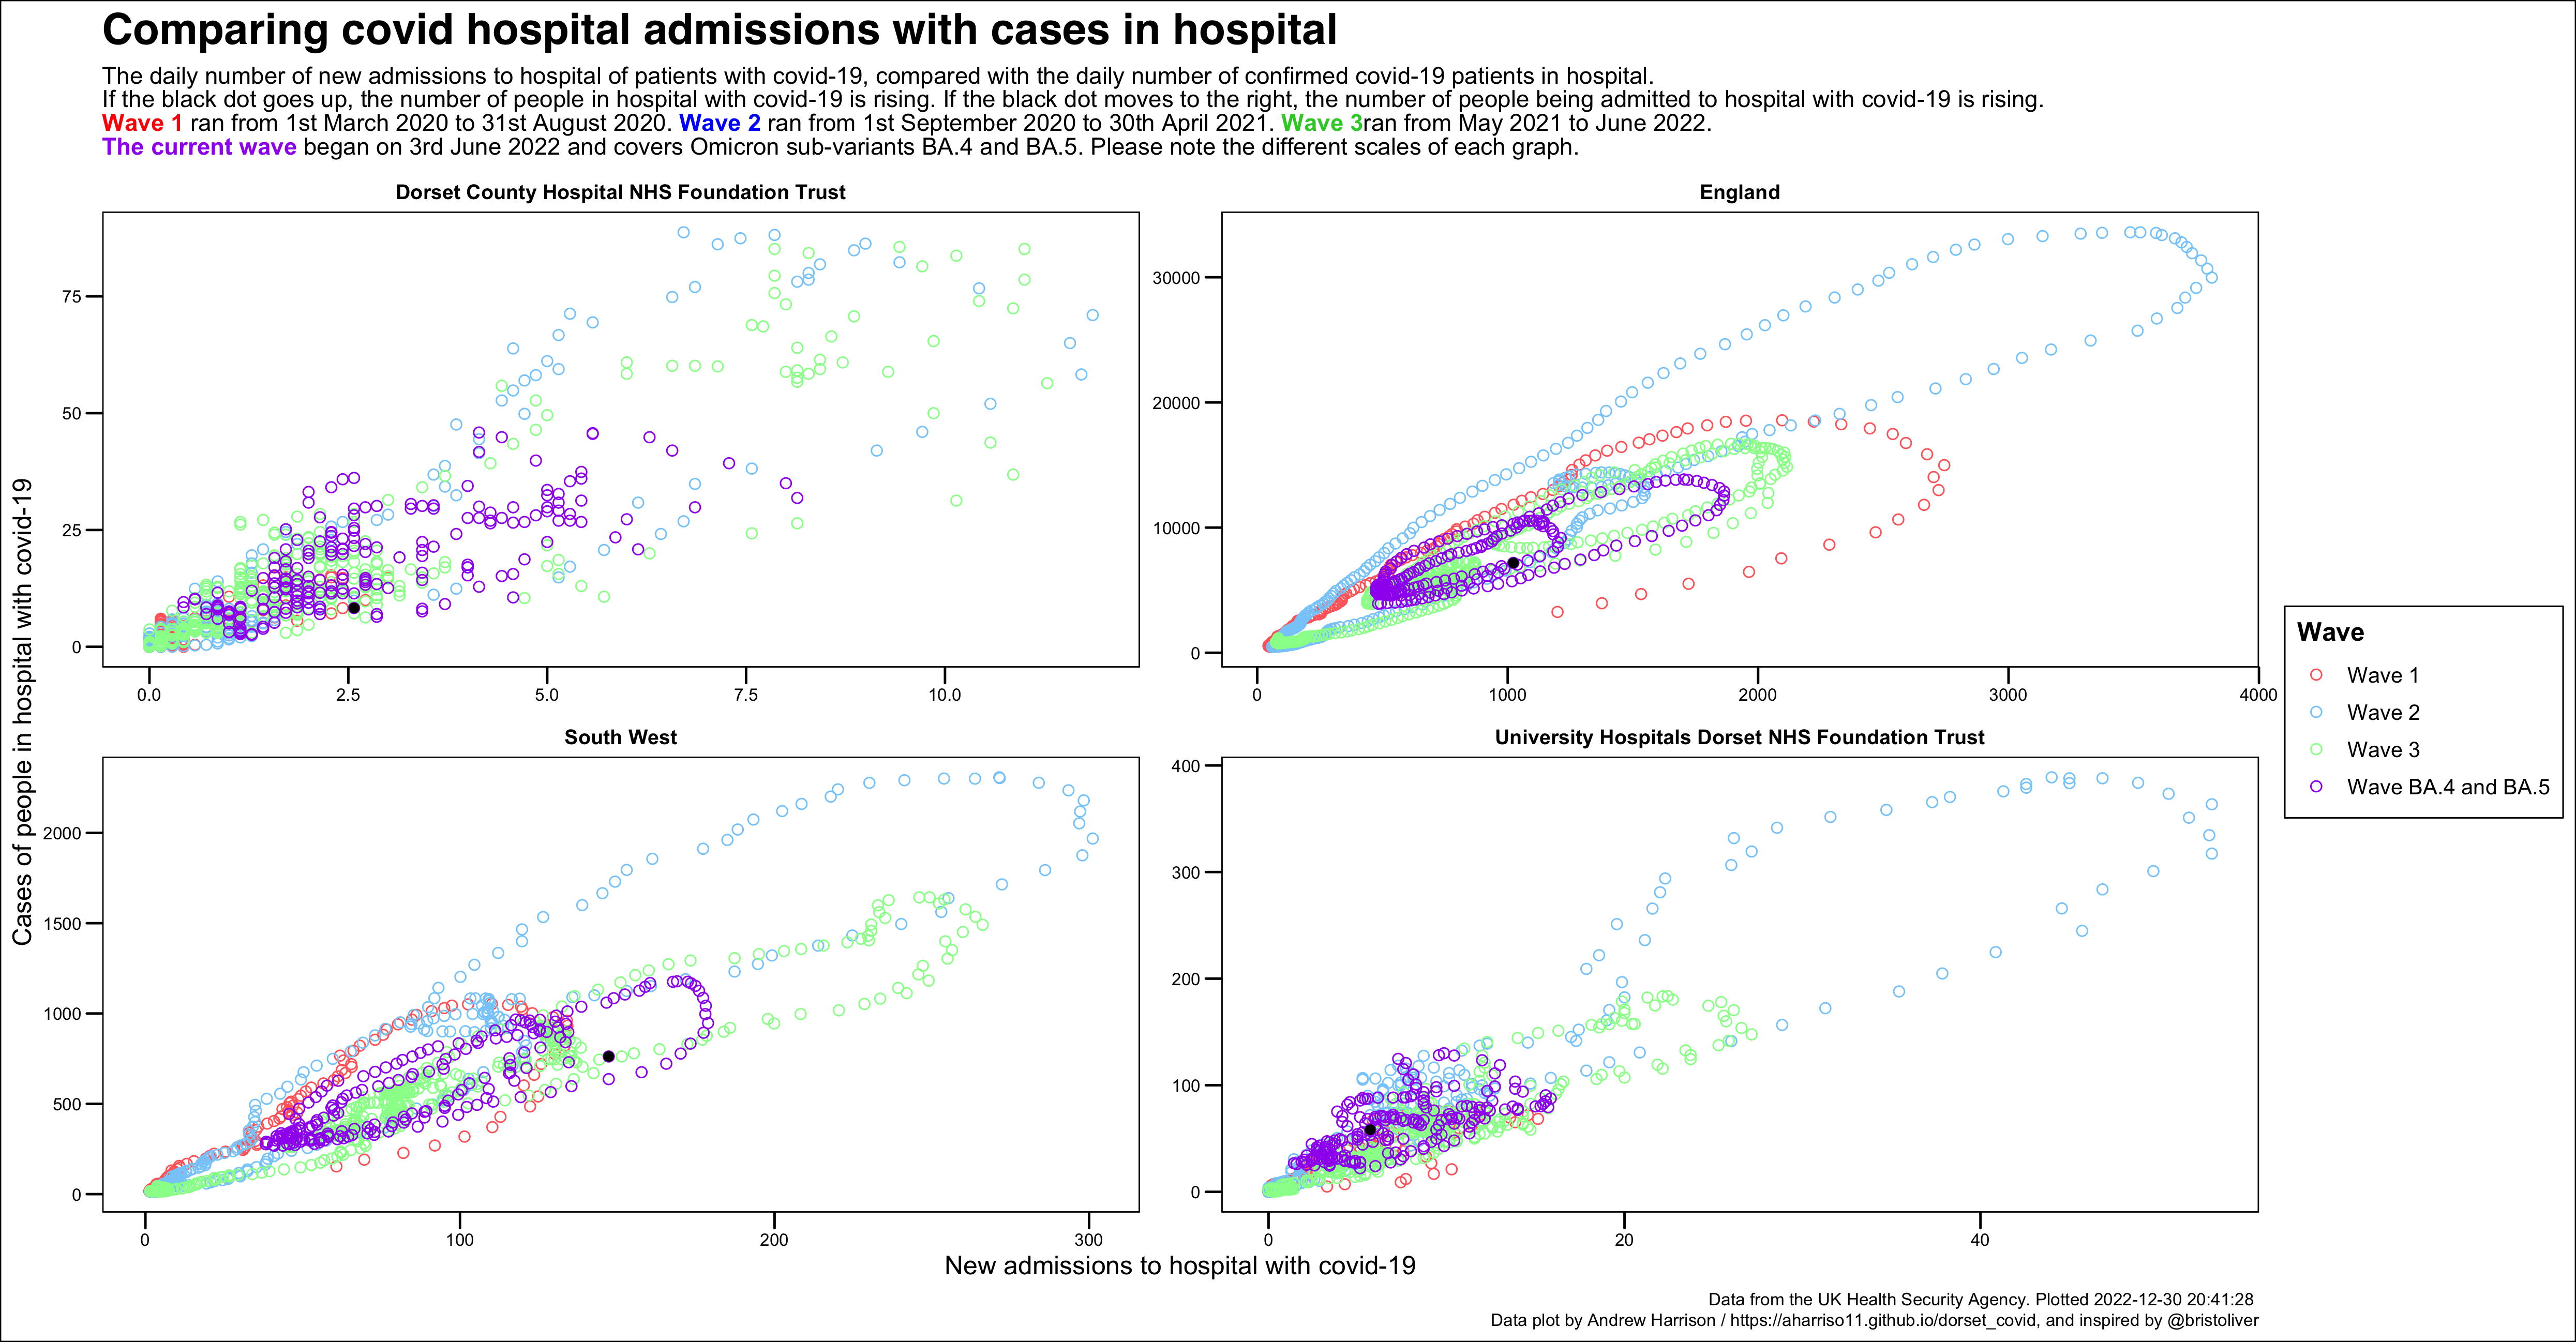 Comparing covid hospital admissions with cases in hospital
The daily number of new admissions to hospital of patients with covid-19, compared with the daily number of confirmed covid-19 patients in hospital.
If the black dot goes up, the number of people in hospital with covid-19 is rising. If the black dot moves to the right, the number of people being admitted to hospital with covid-19 is rising.
Wave 1 ran from 1st March 2020 to 31st August 2020. Wave 2 ran from 1st September 2020 to 30th April 2021. Wave 3ran from May 2021 to June 2022.
The current wave began on 3rd June 2022 and covers Omicron sub-variants BA.4 and BA.5. Please note the different scales of each graph.
Cases of people in hospital with covid-19
Dorset County Hospital NHS Foundation Trust
75
50
25
0
0.0 2.5 5.0 7.5 10.0
England
30000
20000
10000
0
0 1000 2000 3000 4000
South West
2000
1500
1000
500
0
0 100 200 300
University Hospitals Dorset NHS Foundation Trust
400
300
200
100
0
0 20 40
New admissions to hospital with covid-19
Wave
Wave 1
Wave 2
Wave 3
Wave BA.4 and BA.5
Data from the UK Health Security Agency. Plotted 2022-12-30 20:41:28
Data plot by Andrew Harrison / https://aharriso11.github.io/dorset_covid, and inspired by @bristoliver